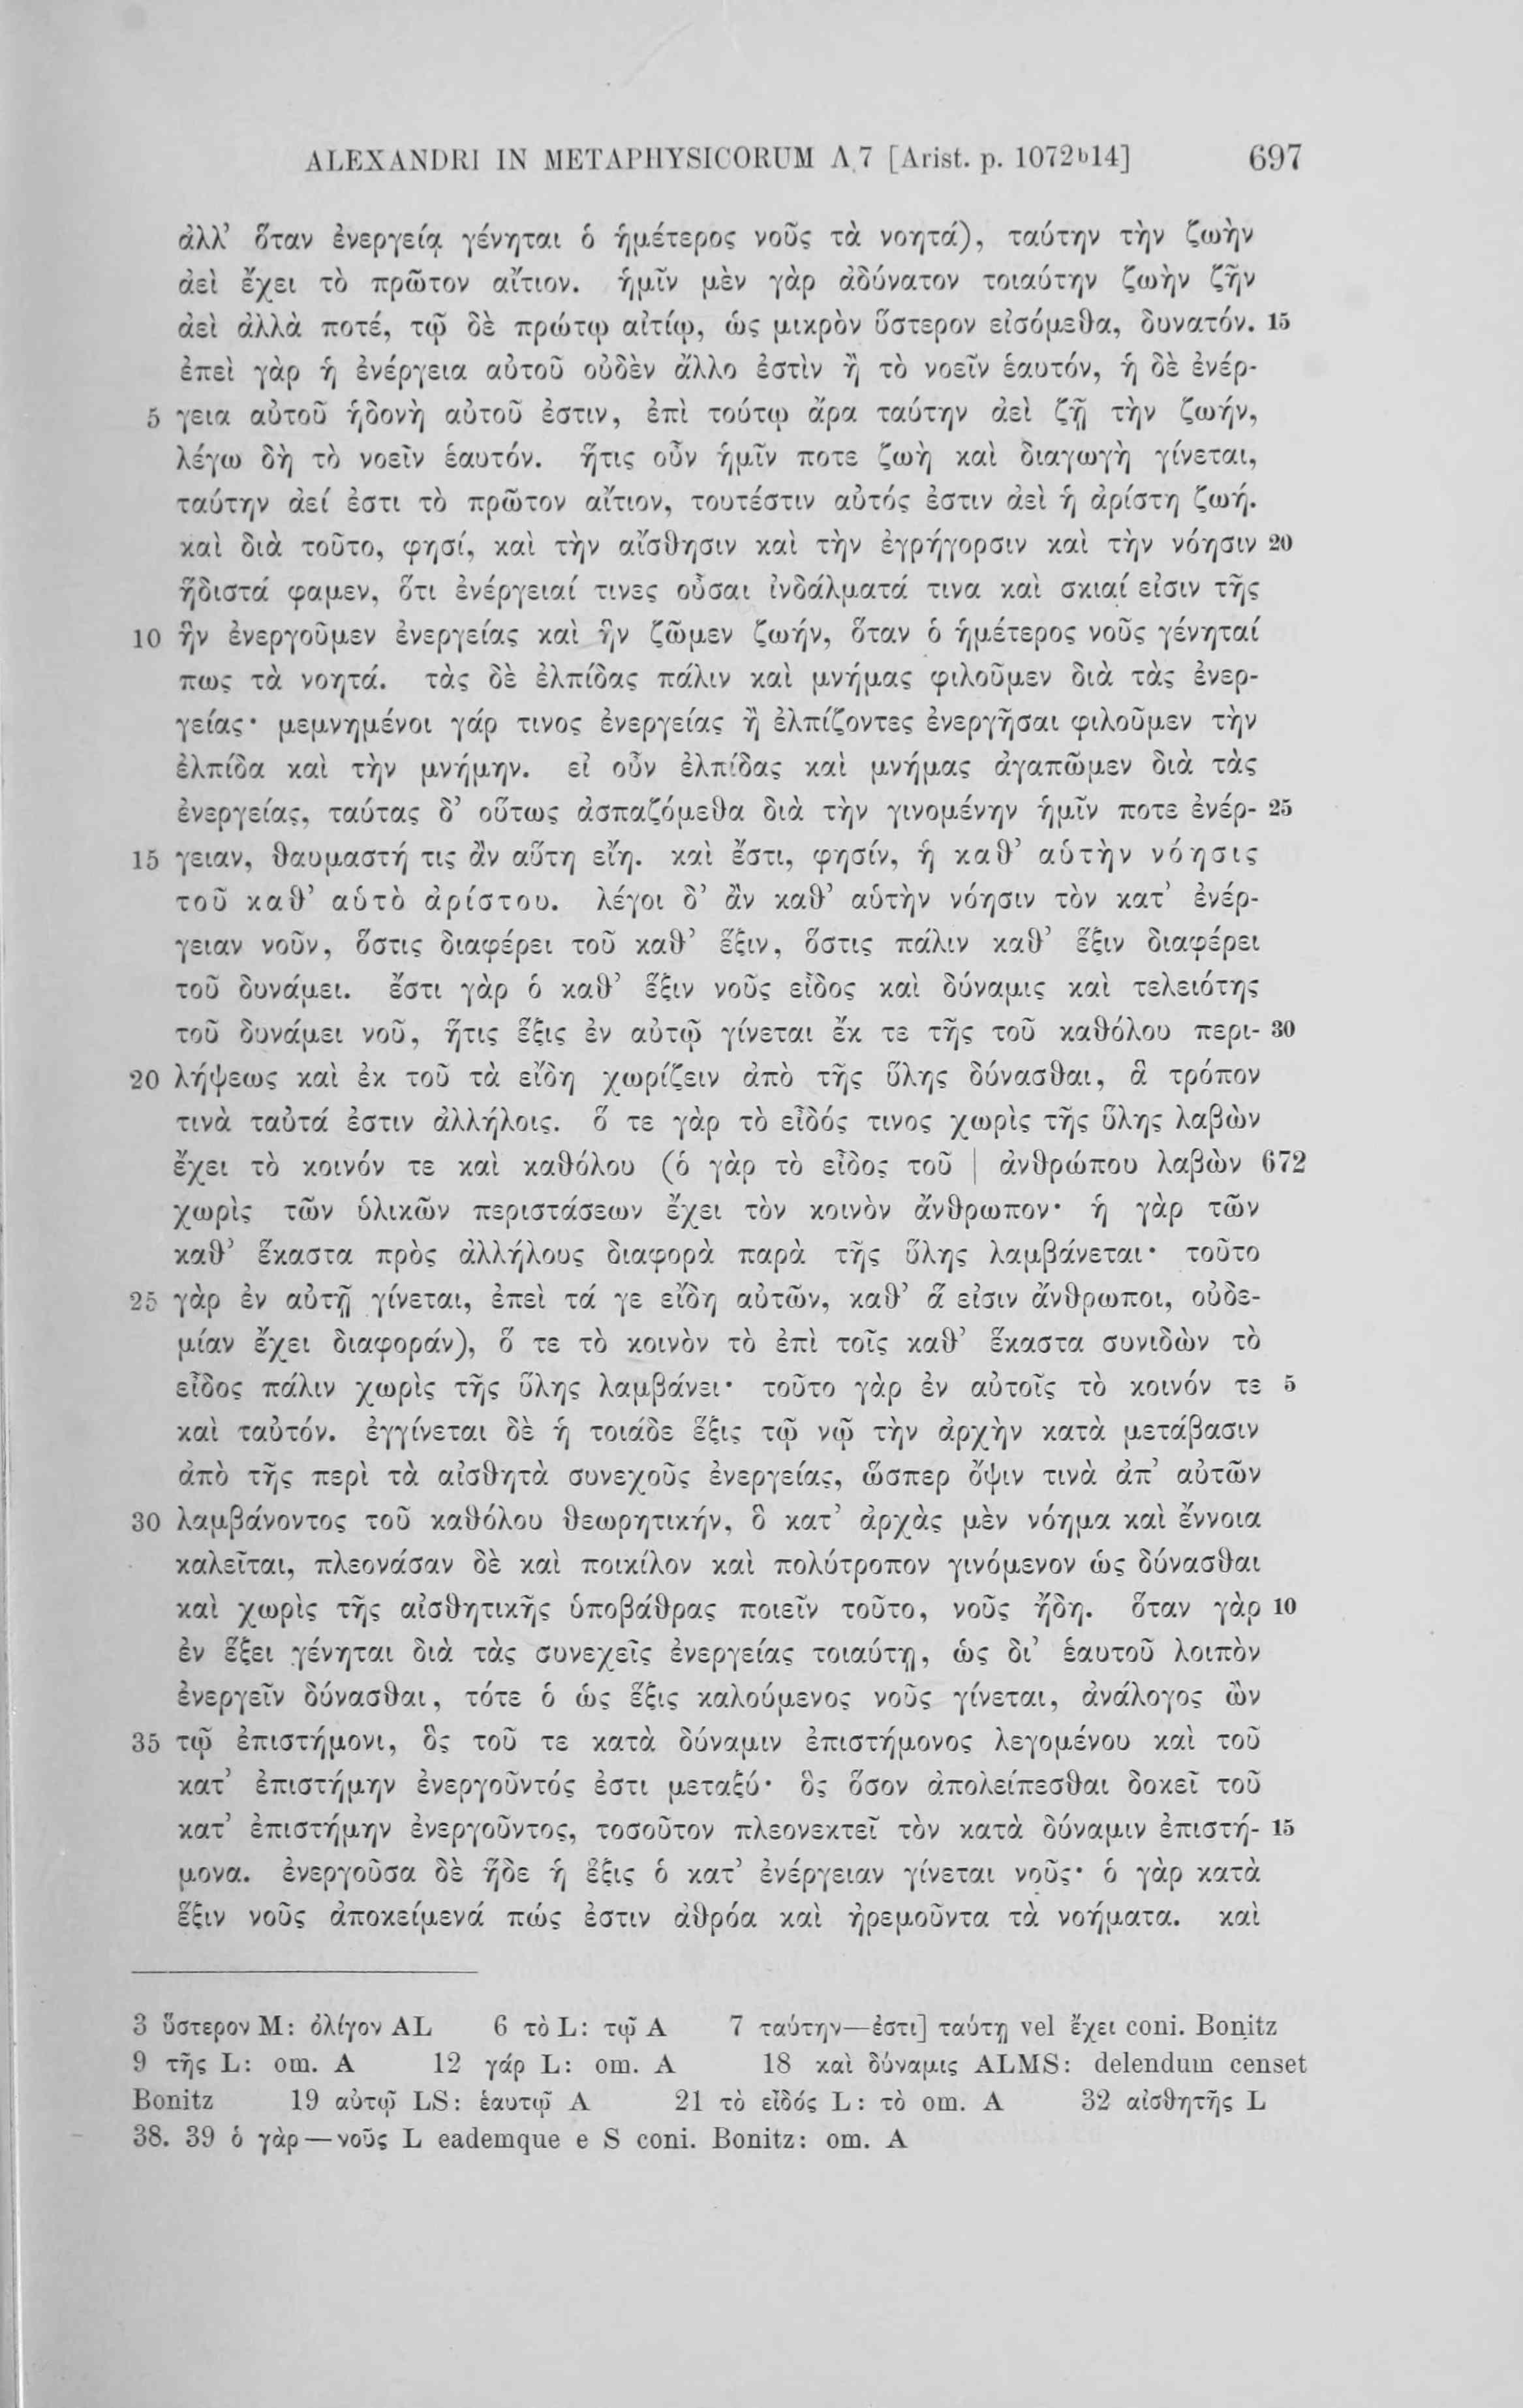 ALEXANDRI IN METAPHYSICORUM Λ 7 [Arist. p. 1072b14] 697
ἀλλ’ ὅταν ἐνεργείᾳ γένηται ὁ ἡμέτερος νοῦς τὰ νοητά), ταύτην τὴν ζωὴν
ἀεὶ ἔχει τὸ πρῶτον αἴτιον. ἡμῖν μὲν γὰρ ἀδύνατον τοιαύτην ζωὴν ζῆν
ἀεὶ ἀλλὰ ποτέ, τῷ δὲ πρώτῳ αἰτίῳ, ὡς μικρὸν ὕστερον εἰσόμεθα, δυνατόν. 15
ἐπεὶ γὰρ ἡ ἐνέργεια αὐτοῦ οὐδὲν ἄλλο ἐστὶν ἢ τὸ νοεῖν ἑαυτόν, ἡ δὲ ἐνέρ-
5 γεια αὐτοῦ ἡδονὴ αὐτοῦ ἐστιν, ἐπὶ τούτῳ ἄρα ταύτην ἀεὶ ζῇ τὴν ζωήν,
λέγω δὴ τὸ νοεῖν ἑαυτόν. ἥτις οὖν ἡμῖν ποτε ζωὴ καὶ διαγωγὴ γίνεται,
ταύτην ἀεί ἐστι τὸ πρῶτον αἴτιον, τουτέστιν αὐτός ἐστιν ἀεὶ ἡ ἀρίστη ζωή.
καὶ διὰ τοῦτο, φησί, καὶ τὴν αἴσθησιν καὶ τὴν ἐγρήγορσιν καὶ τὴν νόησιν 20
ἥδιστά φαμεν, ὅτι ἐνέργειαί τινες οὖσαι ἰνδάλματά τινα καὶ σκιαί εἰσιν τῆς
10 ἣν ἐνεργοῦμεν ἐνεργείας καὶ ἣν ζῶμεν ζωήν, ὅταν ὁ ἡμέτερος νοῦς γένηταί
πως τὰ νοητά. τὰς δὲ ἐλπίδας πάλιν καὶ μνήμας φιλοῦμεν διὰ τὰς ἐνερ-
γείας· μεμνημένοι γάρ τινος ἐνεργείας ἢ ἐλπίζοντες ἐνεργῆσαι φιλοῦμεν τὴν
ἐλπίδα καὶ τὴν μνήμην. εἰ οὖν ἐλπίδας καὶ μνήμας ἀγαπῶμεν διὰ τὰς
ἐνεργείας, ταύτας δ’ οὕτως ἀσπαζόμεθα διὰ τὴν γινομένην ἡμῖν ποτε ἐνέρ- 25
15 γειαν, θαυμαστή τις ἂν αὕτη εἴη. καὶ ἔστι, φησίν, ἡ καθ’ αὑτὴν νόησις
τοῦ καθ’ αὑτὸ ἀρίστου. λέγοι δ’ ἂν καθ’ αὑτὴν νόησιν τὸν κατ’ ἐνέρ-
γειαν νοῦν, ὅστις διαφέρει τοῦ καθ’ ἕξιν, ὅστις πάλιν καθ’ ἕξιν διαφέρει
τοῦ δυνάμει. ἔστι γὰρ ὁ καθ’ ἕξιν νοῦς εἶδος καὶ δύναμις καὶ τελειότης
τοῦ δυνάμει νοῦ, ἥτις ἕξις ἐν αὐτῷ γίνεται ἔκ τε τῆς τοῦ καθόλου περι- 30
20 λήψεως καὶ ἐκ τοῦ τὰ εἴδη χωρίζειν ἀπὸ τῆς ὕλης δύνασθαι, ἃ τρόπον
τινὰ ταὐτά ἐστιν ἀλλήλοις. ὅ τε γὰρ τὸ εἶδός τινος χωρὶς τῆς ὕλης λαβὼν
ἔχει τὸ κοινόν τε καὶ καθόλου (ὁ γὰρ τὸ εἶδος τοῦ | ἀνθρώπου λαβὼν 672
χωρὶς τῶν ὑλικῶν περιστάσεων ἔχει τὸν κοινὸν ἄνθρωπον· ἡ γὰρ τῶν
καθ’ ἕκαστα πρὸς ἀλλήλους διαφορὰ παρὰ τῆς ὕλης λαμβάνεται· τοῦτο
25 γὰρ ἐν αὐτῇ γίνεται, ἐπεὶ τά γε εἴδη αὐτῶν, καθ’ ἅ εἰσιν ἄνθρωποι, οὐδε-
μίαν ἔχει διαφοράν), ὅ τε τὸ κοινὸν τὸ ἐπὶ τοῖς καθ’ ἕκαστα συνιδὼν τὸ
εἶδος πάλιν χωρὶς τῆς ὕλης λαμβάνει· τοῦτο γὰρ ἐν αὐτοῖς τὸ κοινόν τε 5
καὶ ταὐτόν. ἐγγίνεται δὲ ἡ τοιάδε ἕξις τῷ νῷ τὴν ἀρχὴν κατὰ μετάβασιν
ἀπὸ τῆς περὶ τὰ αἰσθητὰ συνεχοῦς ἐνεργείας, ὥσπερ ὄψιν τινὰ ἀπ’ αὐτῶν
30 λαμβάνοντος τοῦ καθόλου θεωρητικήν, ὃ κατ’ ἀρχὰς μὲν νόημα καὶ ἔννοια
καλεῖται, πλεονάσαν δὲ καὶ ποικίλον καὶ πολύτροπον γινόμενον ὡς δύνασθαι
καὶ χωρὶς τῆς αἰσθητικῆς ὑποβάθρας ποιεῖν τοῦτο, νοῦς ἤδη. ὅταν γὰρ 10
ἐν ἕξει γένηται διὰ τὰς συνεχεῖς ἐνεργείας τοιαύτῃ, ὡς δι’ ἑαυτοῦ λοιπὸν
ἐνεργεῖν δύνασθαι, τότε ὁ ὡς ἕξις καλούμενος νοῦς γίνεται, ἀνάλογος ὢν
35 τῷ ἐπιστήμονι, ὃς τοῦ τε κατὰ δύναμιν ἐπιστήμονος λεγομένου καὶ τοῦ
κατ’ ἐπιστήμην ἐνεργοῦντός ἐστι μεταξύ· ὃς ὅσον ἀπολείπεσθαι δοκεῖ τοῦ
κατ’ ἐπιστήμην ἐνεργοῦντος, τοσοῦτον πλεονεκτεῖ τὸν κατὰ δύναμιν ἐπιστή- 15
μονα. ἐνεργοῦσα δὲ ἥδε ἡ ἕξις ὁ κατ’ ἐνέργειαν γίνεται νοῦς· ὁ γὰρ κατὰ
ἕξιν νοῦς ἀποκείμενά πώς ἐστιν ἀθρόα καὶ ἠρεμοῦντα τὰ νοήματα. καὶ
3 ὕστερον M: ὀλίγον AL 6 τὸ L: τῷ A 7 ταύτην—ἐστι] ταύτῃ vel ἔχει coni. Bonitz
9 τῆς L: om. A 12 γάρ L: om. A 18 καὶ δύναμις ALMS: delendum censet
Bonitz 19 αὐτῷ LS: ἑαυτῷ A 21 τὸ εἶδός L: τὸ om. A 32 αἰσθητῆς L
38. 39 ὁ γὰρ—νοῦς L eademque e S coni. Bonitz: om. A